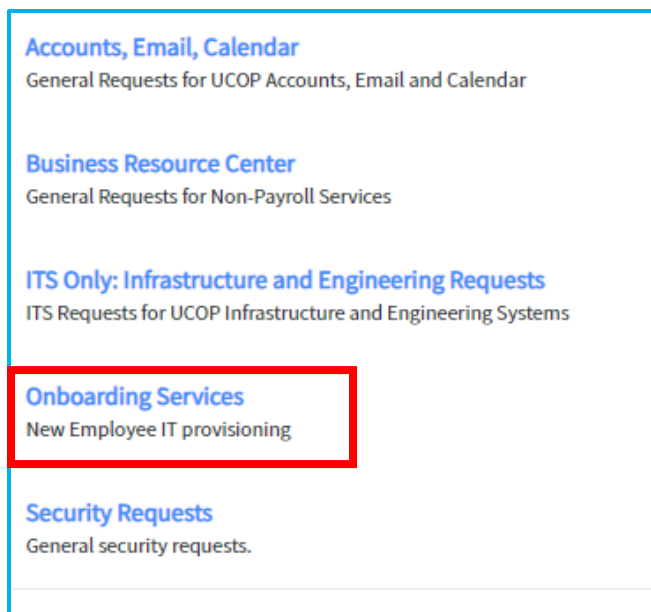 Accounts, Email, Calendar
General Requests for UCOP Accounts, Email and Calendar
Business Resource Center
General Requests for Non-Payroll Services
ITS Only: Infrastructure and Engineering Requests
ITS Requests for UCOP Infrastructure and Engineering Systems
Onboarding Services
New Employee IT provisioning
Security Requests
General security requests.